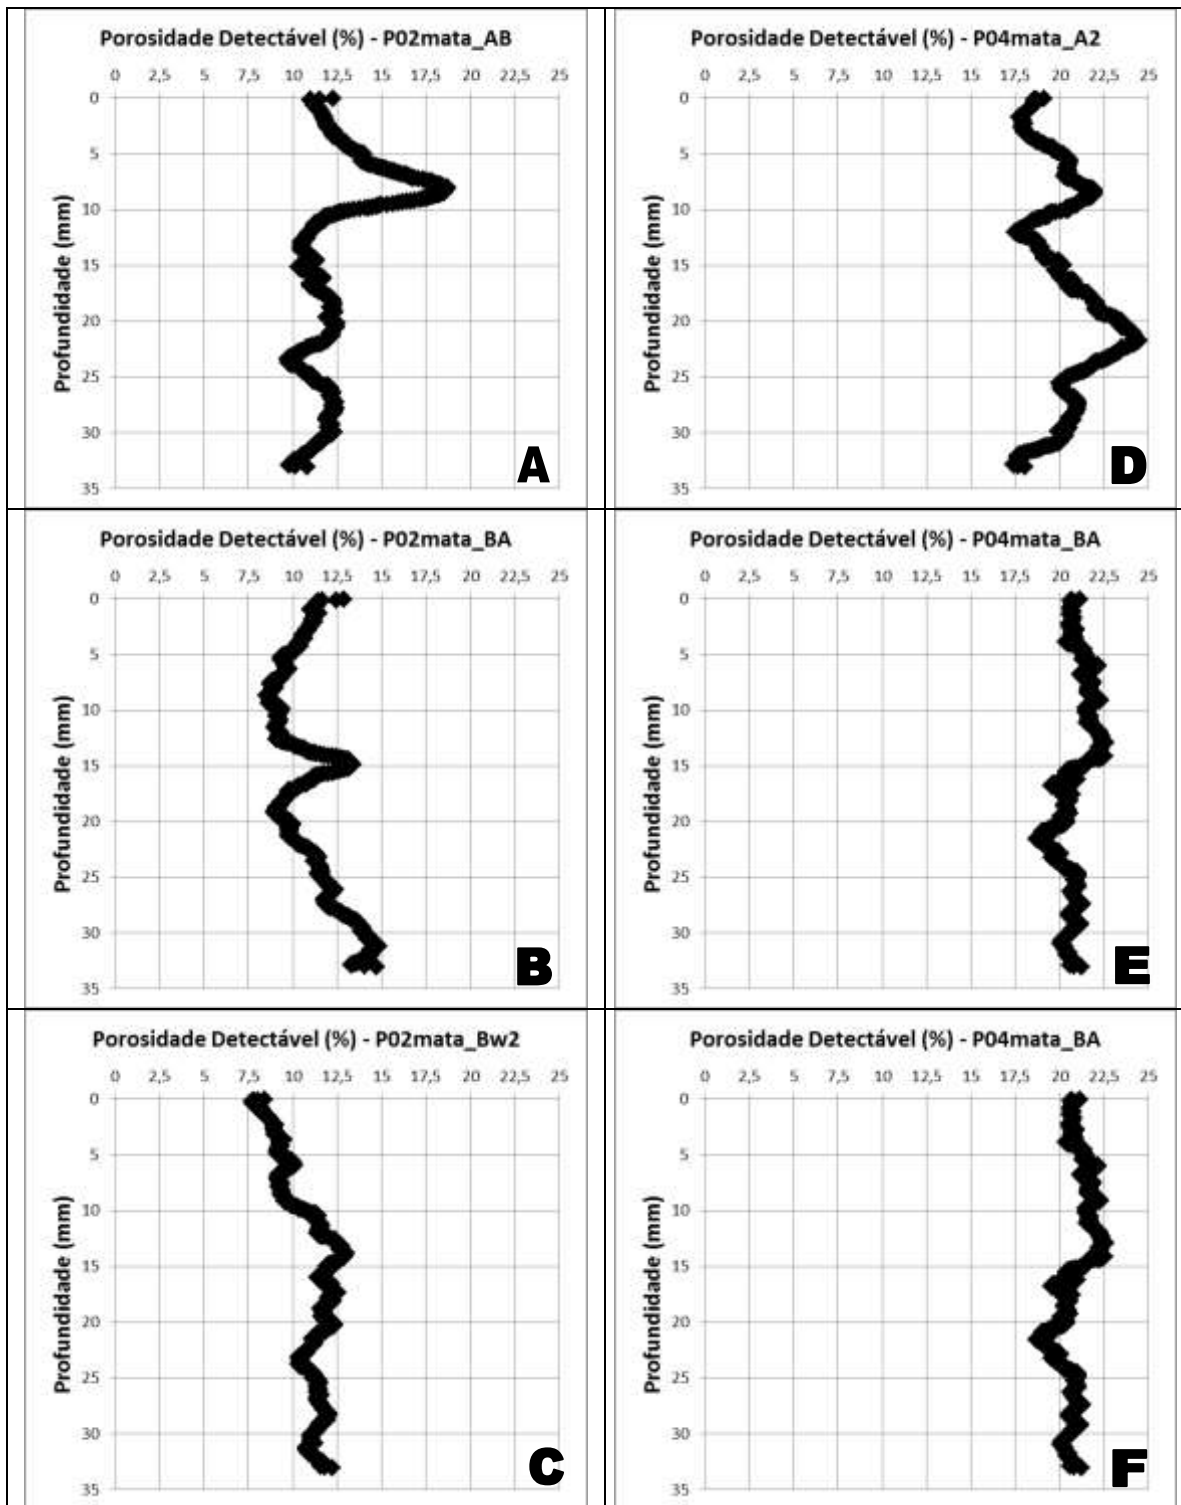 Porosidade Detectável (%) - P02mata_AB
0 2,5 5 7,5 10 12,5 15 17,5 20 22,5 25
0
5
10
15
20
25
30
35
Profundidade (mm)
A
Porosidade Detectável (%) - P04mata_A2
0 2,5 5 7,5 10 12,5 15 17,5 20 22,5 25
0
5
10
15
20
25
30
35
Profundidade (mm)
D
Porosidade Detectável (%) - P02mata_BA
0 2,5 5 7,5 10 12,5 15 17,5 20 22,5 25
0
5
10
15
20
25
30
35
Profundidade (mm)
B
Porosidade Detectável (%) - P04mata_BA
0 2,5 5 7,5 10 12,5 15 17,5 20 22,5 25
0
5
10
15
20
25
30
35
Profundidade (mm)
E
Porosidade Detectável (%) - P02mata_Bw2
0 2,5 5 7,5 10 12,5 15 17,5 20 22,5 25
0
5
10
15
20
25
30
35
Profundidade (mm)
C
Porosidade Detectável (%) - P04mata_BA
0 2,5 5 7,5 10 12,5 15 17,5 20 22,5 25
0
5
10
15
20
25
30
35
Profundidade (mm)
F